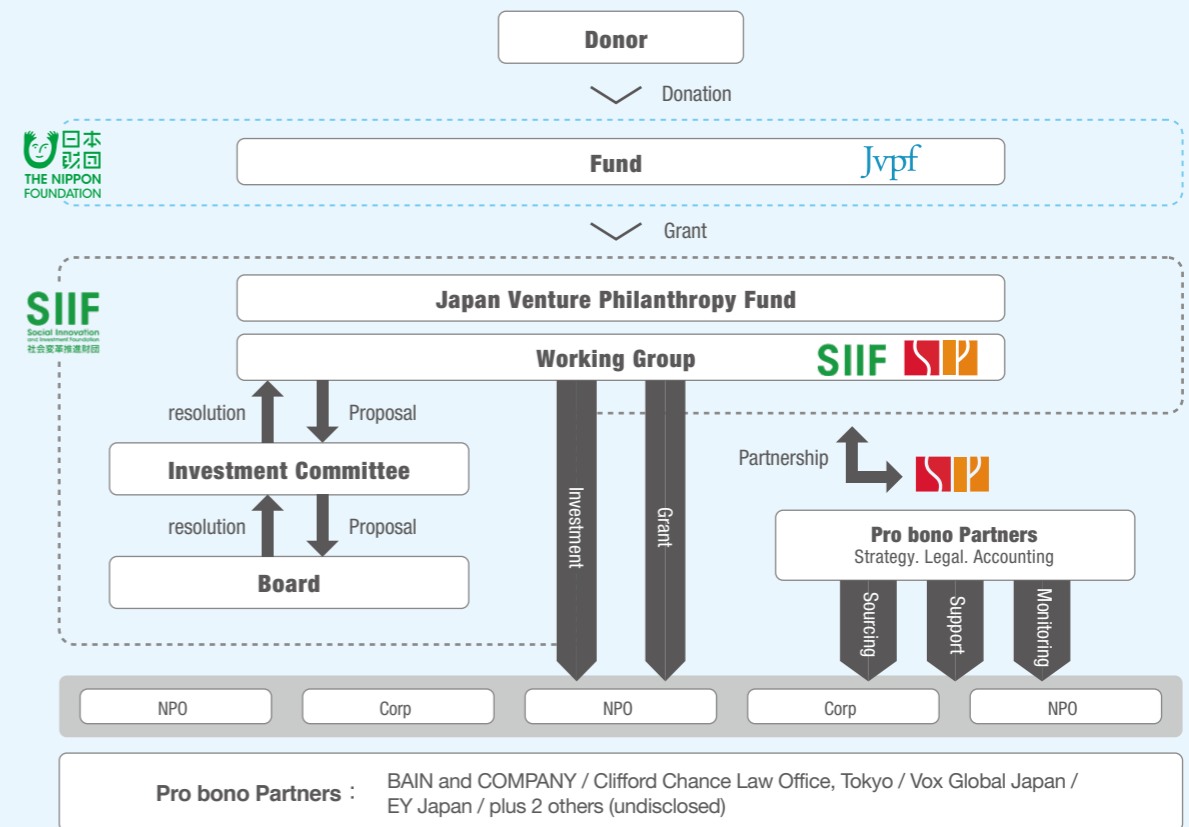 Donor
Donation
日本
財団
THE NIPPON
FOUNDATION
Fund
Jvpf
Grant
SIIF
Social Innovation
and Investment Foundation
社会変革推進財団
Japan Venture Philanthropy Fund
Working Group
SIIF SIP
resolution
Proposal
Investment Committee
resolution
Proposal
Board
Investment
Grant
Partnership
SIP
Pro bono Partners
Strategy. Legal. Accounting
Sourcing
Support
Monitoring
NPO
Corp
NPO
Corp
NPO
Pro bono Partners :
BAIN and COMPANY / Clifford Chance Law Office, Tokyo / Vox Global Japan /
EY Japan / plus 2 others (undisclosed)